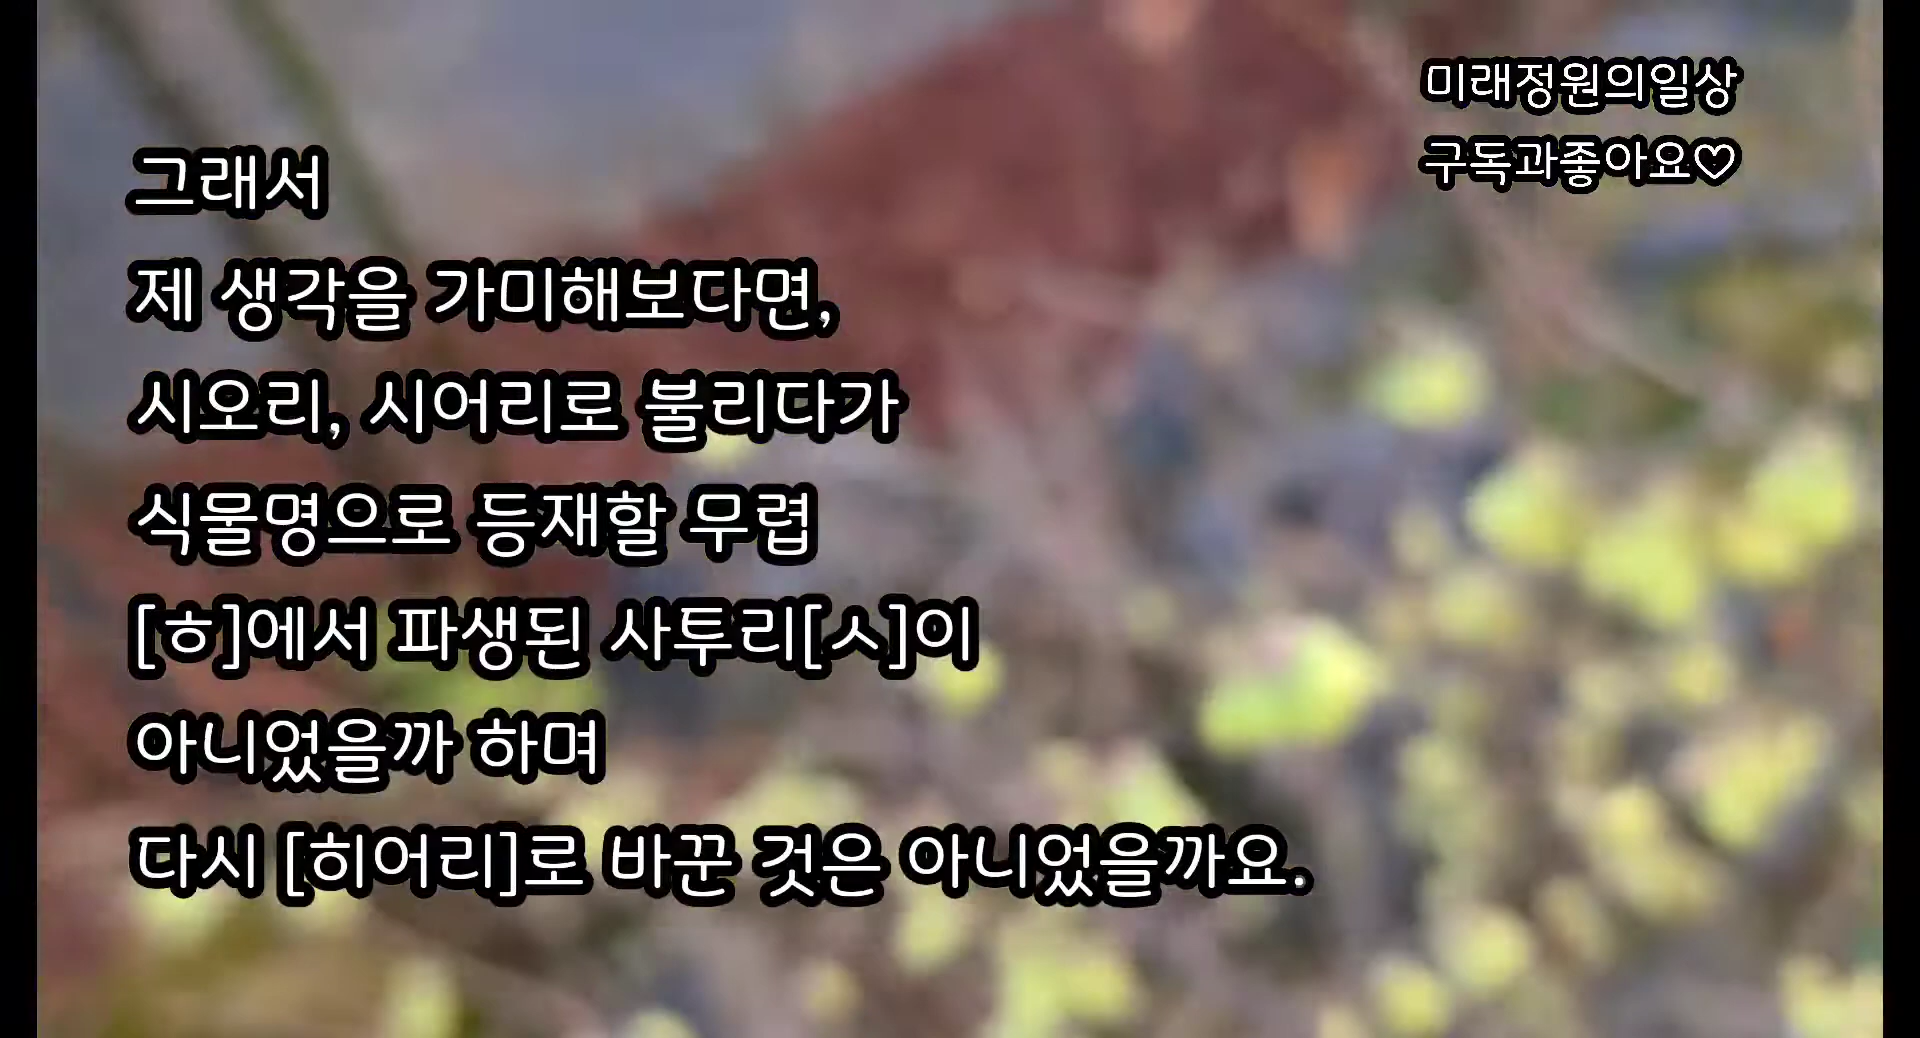 미래정원의일상
구독과좋아요♡
그래서
제 생각을 가미해보다면,
시오리, 시어리로 불리다가
식물명으로 등재할 무렵
[ㅎ]에서 파생된 사투리[ㅅ]이
아니었을까 하며
다시 [히어리]로 바꾼 것은 아니었을까요.